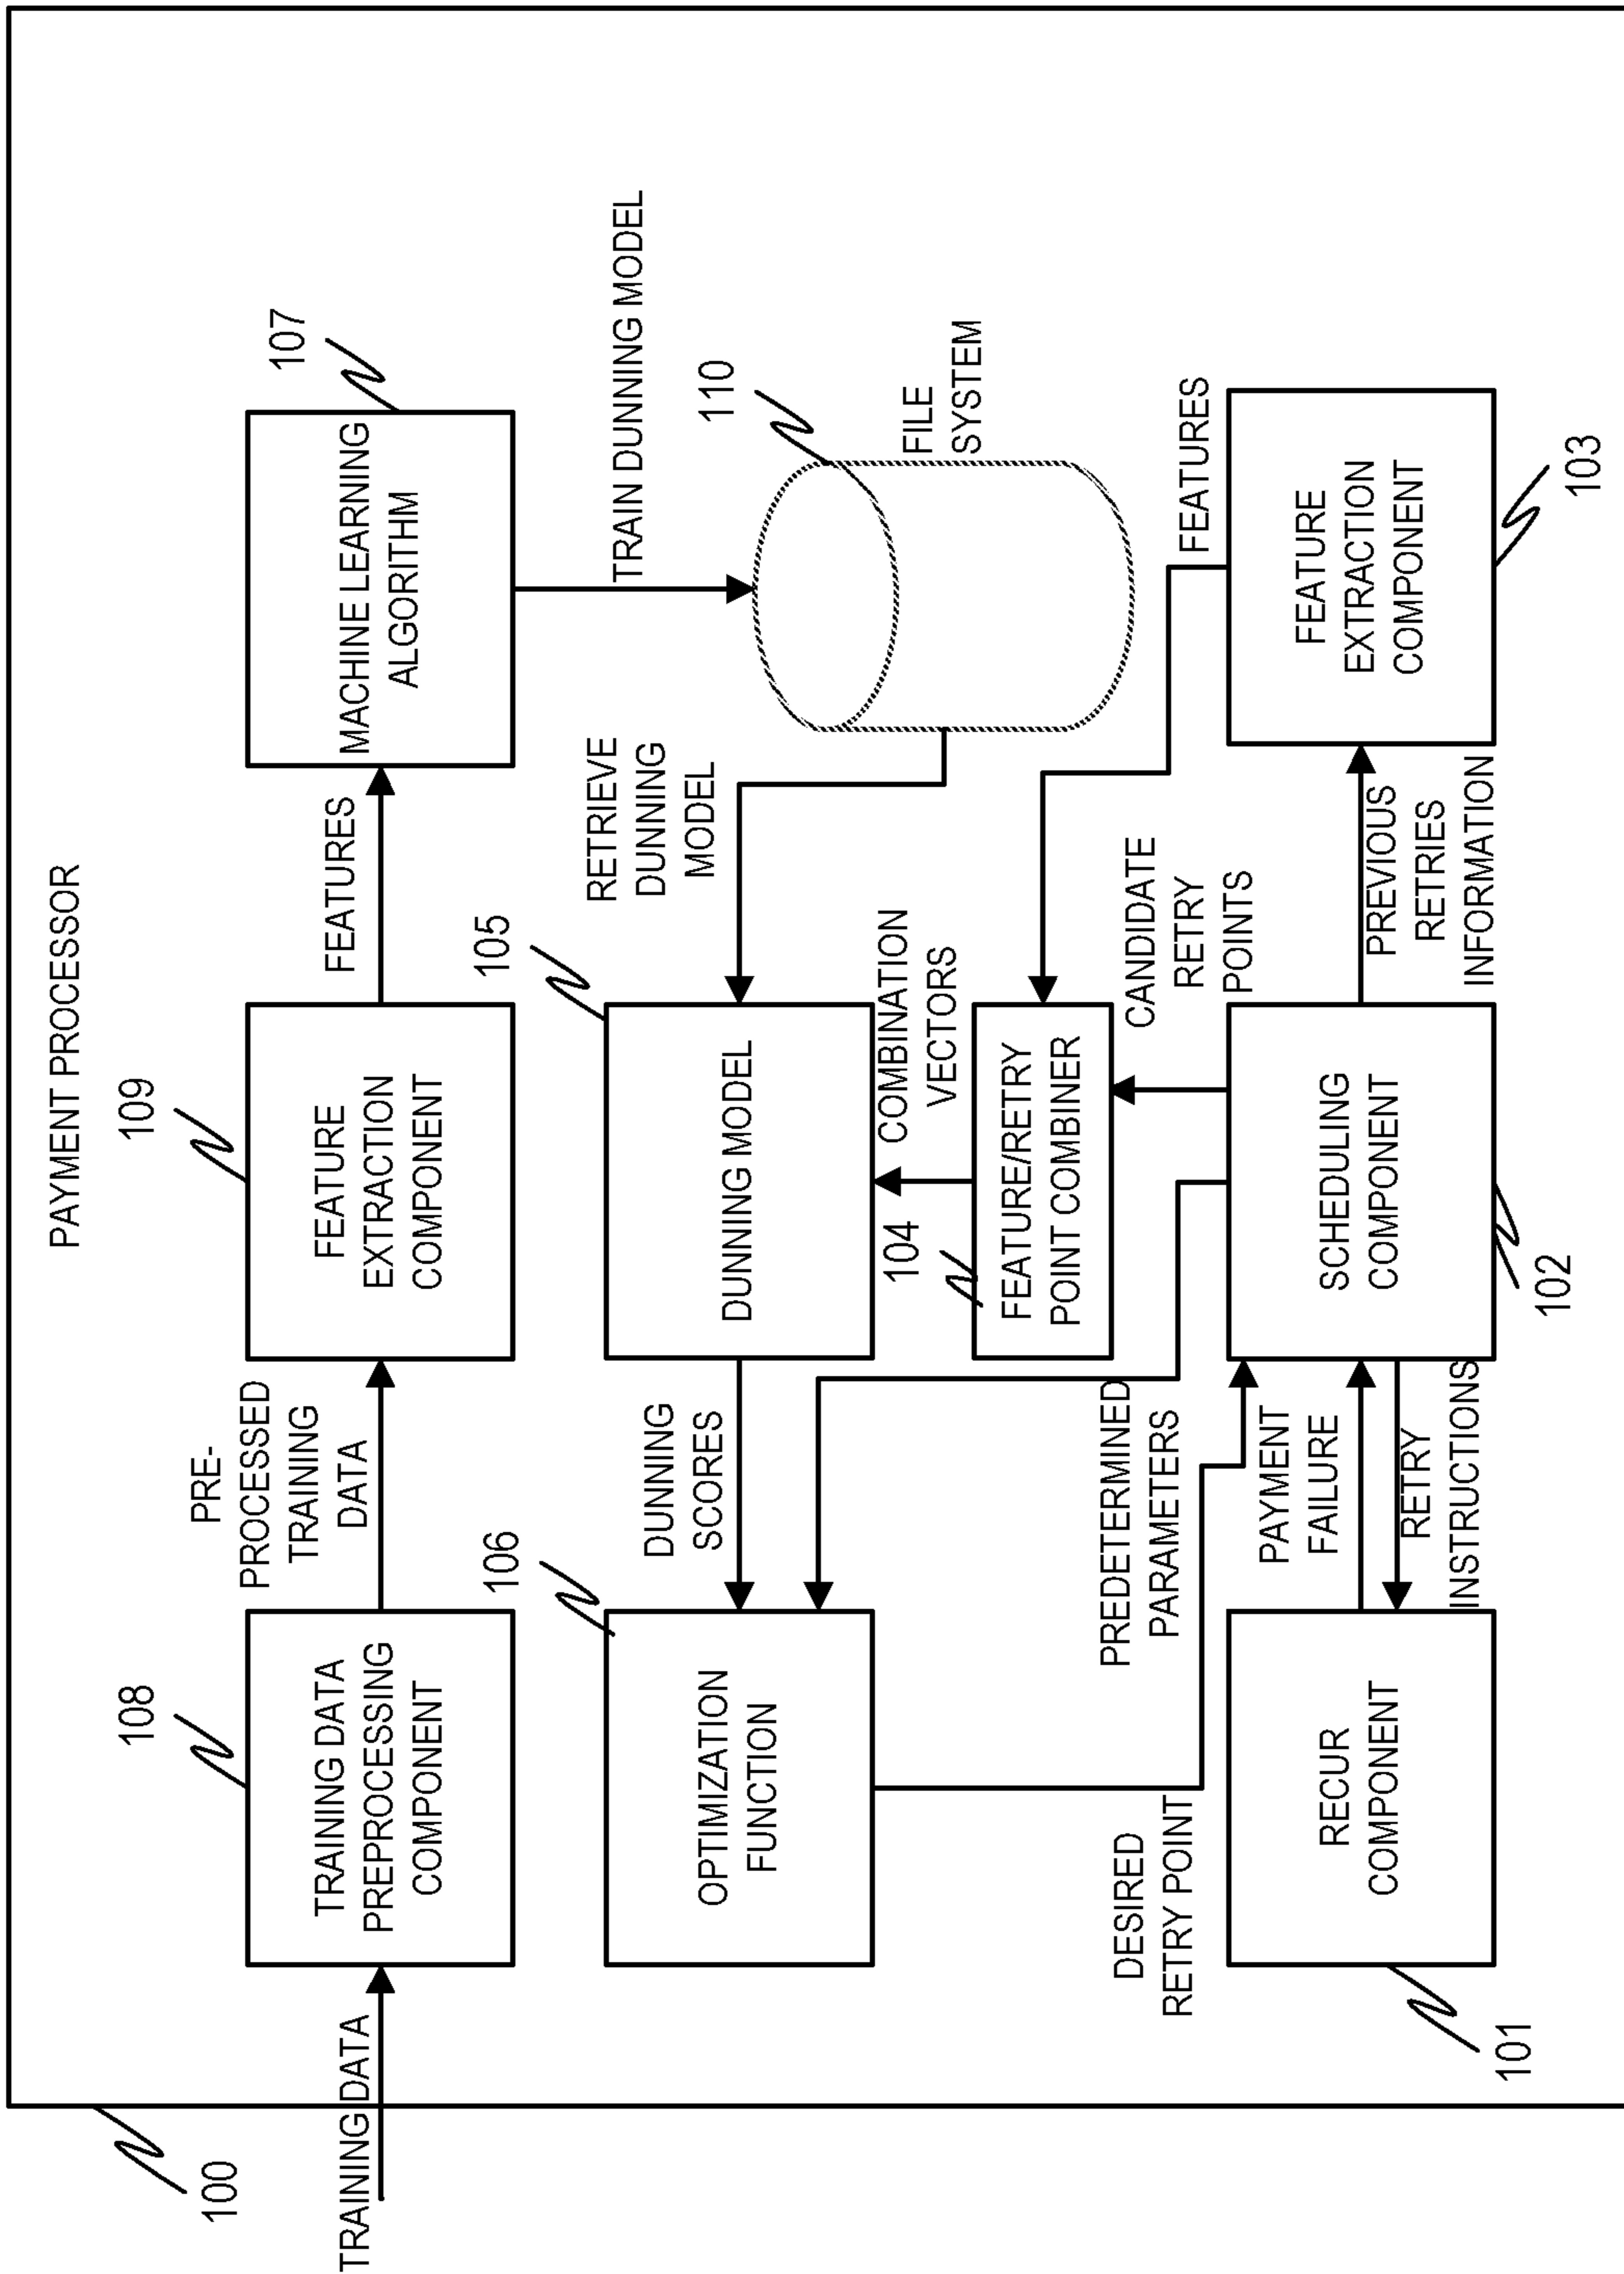 PAYMENT PROCESSOR
100
TRAINING DATA
108
TRAINING DATA
PREPROCESSING
COMPONENT
PRE-
PROCESSED
TRAINING
DATA
109
FEATURE
EXTRACTION
COMPONENT
FEATURES
107
MACHINE LEARNING
ALGORITHM
TRAIN DUNNING MODEL
106
OPTIMIZATION
FUNCTION
DUNNING
SCORES
105
DUNNING MODEL
RETRIEVE
DUNNING
MODEL
110
FILE
SYSTEM
COMBINATION
VECTORS
104
FEATURE/RETRY
POINT COMBINER
CANDIDATE
RETRY
POINTS
FEATURES
DESIRED
RETRY POINT
PREDETERMINED
PARAMETERS
101
RECUR
COMPONENT
PAYMENT
FAILURE
RETRY
INSTRUCTIONS
102
SCHEDULING
COMPONENT
PREVIOUS
RETRIES
INFORMATION
103
FEATURE
EXTRACTION
COMPONENT